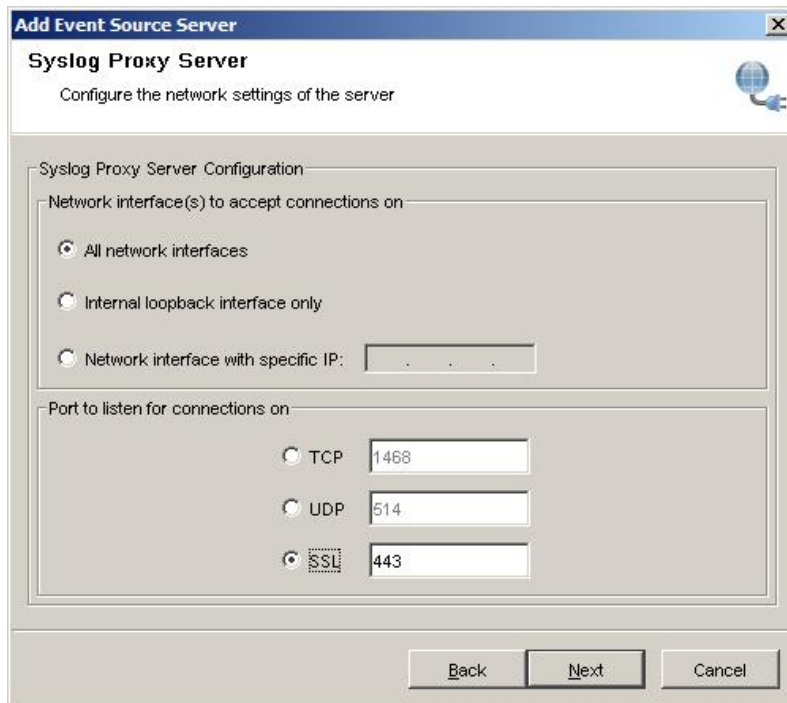 Add Event Source Server
Syslog Proxy Server
Configure the network settings of the server
Syslog Proxy Server Configuration
Network interface(s) to accept connections on
All network interfaces
Internal loopback interface only
Network interface with specific IP: . . .
Port to listen for connections on
TCP 1468
UDP 514
SSL 443
Back Next Cancel